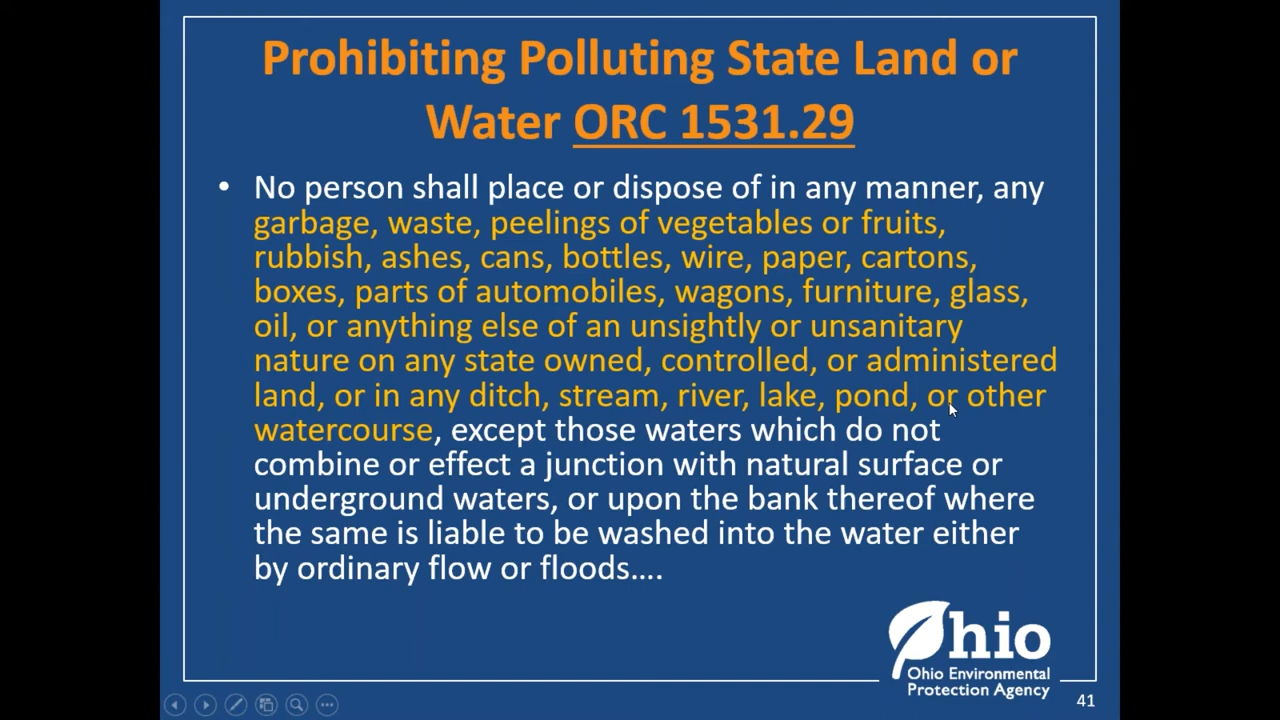 Prohibiting Polluting State Land or
Water ORC 1531.29
• No person shall place or dispose of in any manner, any
garbage, waste, peelings of vegetables or fruits,
rubbish, ashes, cans, bottles, wire, paper, cartons,
boxes, parts of automobiles, wagons, furniture, glass,
oil, or anything else of an unsightly or unsanitary
nature on any state owned, controlled, or administered
land, or in any ditch, stream, river, lake, pond, or other
watercourse, except those waters which do not
combine or effect a junction with natural surface or
underground waters, or upon the bank thereof where
the same is liable to be washed into the water either
by ordinary flow or floods....
Ohio
Ohio Environmental
Protection Agency
41